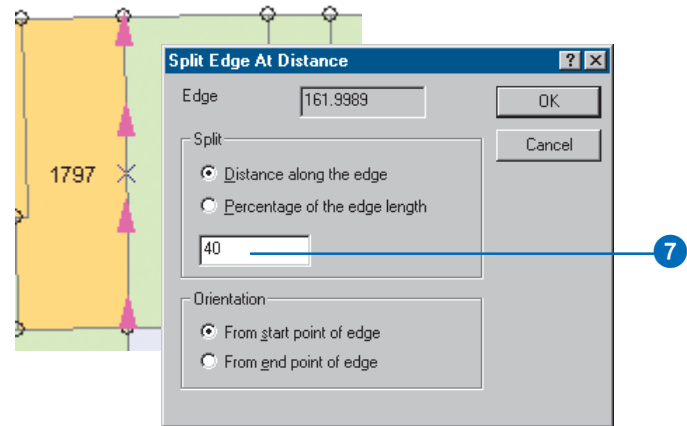 Split Edge At Distance ? ×
Edge 161.9989 OK
Split Cancel
Distance along the edge
1797
Percentage of the edge length
40
7
Orientation
From start point of edge
From end point of edge